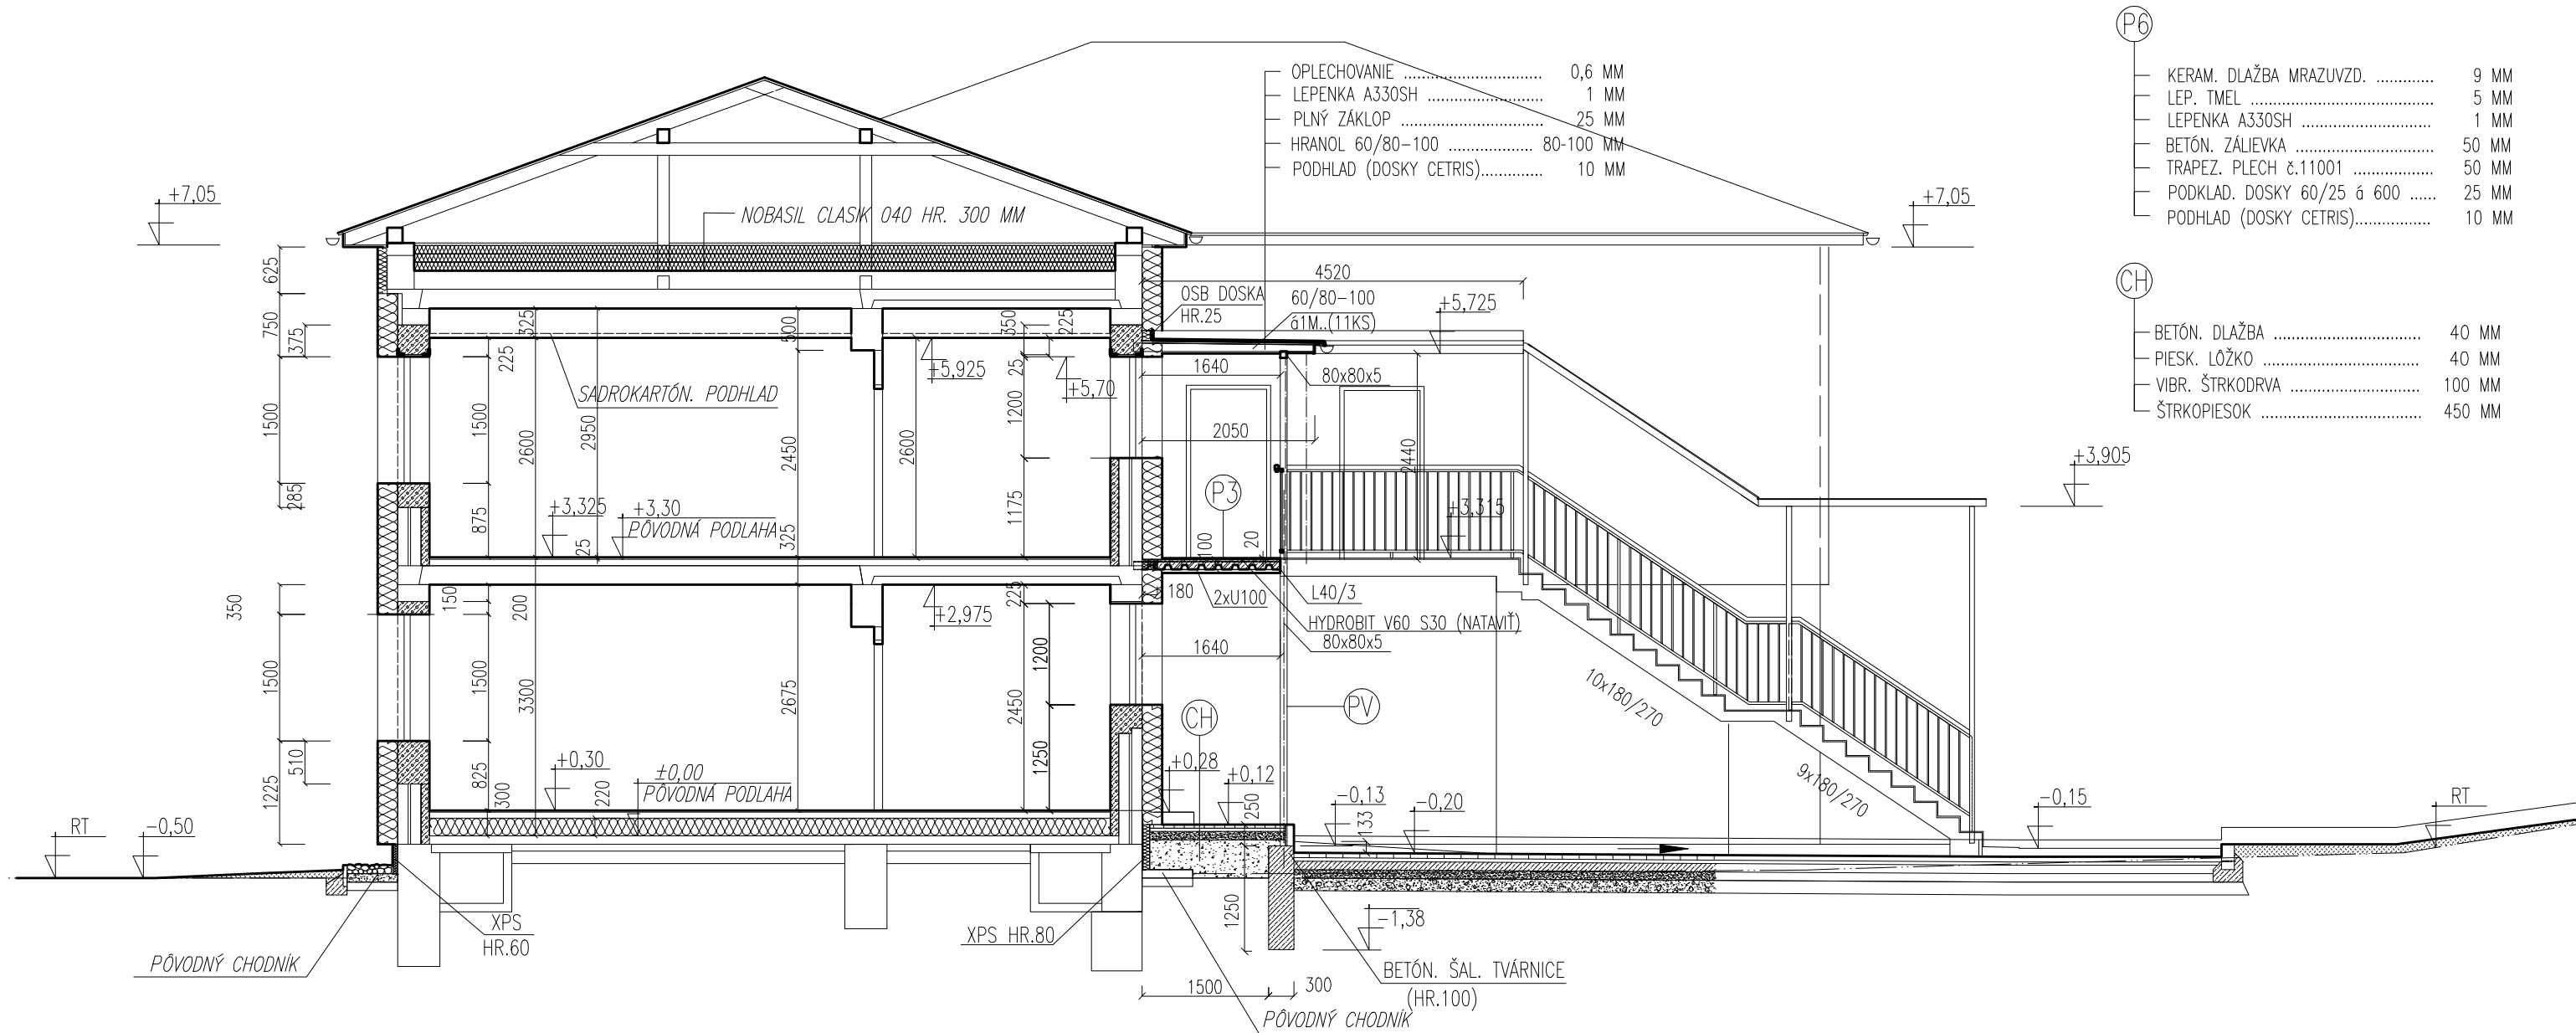 P6
KERAM. DLAŽBA MRAZUVZD. ............. 9 MM
LEP. TMEL ......................................... 5 MM
LEPENKA A330SH ............................. 1 MM
BETÓN. ZÁLIEVKA ............................... 50 MM
TRAPEZ. PLECH č.11001 .................. 50 MM
PODKLAD. DOSKY 60/25 á 600 ...... 25 MM
PODHLAD (DOSKY CETRIS)................. 10 MM
CH
BETÓN. DLAŽBA ................................ 40 MM
PIESK. LÔŽKO ................................... 40 MM
VIBR. ŠTRKODRVA ............................. 100 MM
ŠTRKOPIESOK .................................... 450 MM
OPLECHOVANIE ............................... 0,6 MM
LEPENKA A330SH .......................... 1 MM
PLNÝ ZÁKLOP ................................ 25 MM
HRANOL 60/80-100 ................... 80-100 MM
PODHLAD (DOSKY CETRIS).............. 10 MM
+7,05
NOBASIL CLASIK 040 HR. 300 MM
+7,05
625
750
375
1500
285
350
1500
510
1225
4520
OSB DOSKA
HR.25
60/80-100
á1M..(11KS)
+5,725
325
2950
500
350
225
225
25
+5,925
+5,70
1640
80x80x5
SADROKARTÓN. PODHLAD
1500
2600
2450
2600
1200
2050
2440
+3,905
P3
875
+3,325
+3,30
PÔVODNÁ PODLAHA
25
325
1175
100
20
+3,315
150
200
+2,975
225
180
2xU100
L40/3
HYDROBIT V60 S30 (NATAVIŤ)
80x80x5
1640
1500
3300
2675
2450
1200
1250
CH
PV
10x180/270
9x180/270
825
300
+0,30
220
±0,00
PÔVODNÁ PODLAHA
+0,28
+0,12
250
-0,13
133
-0,20
-0,15
RT
RT
-0,50
1250
-1,38
XPS
HR.60
XPS HR.80
PÔVODNÝ CHODNÍK
BETÓN. ŠAL. TVÁRNICE
(HR.100)
1500
300
PÔVODNÝ CHODNÍK